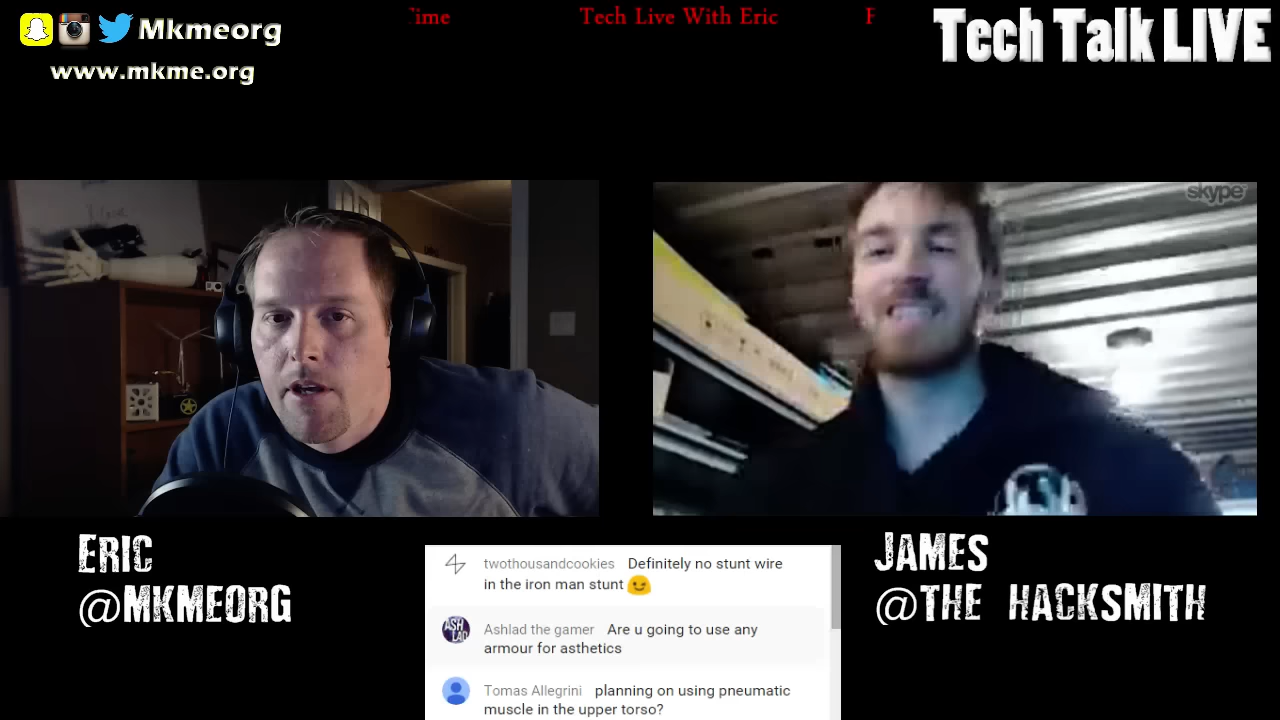 Mkmeorg
www.mkme.org
Tech Live With Eric
Tech Talk LIVE
skype
ERIC
@MKMEORG
JAMES
@THE HACKSMITH
twothousandcookies Definitely no stunt wire
in the iron man stunt
ASH
LAD
Ashlad the gamer Are u going to use any
armour for asthetics
Tomas Allegrini planning on using pneumatic
muscle in the upper torso?